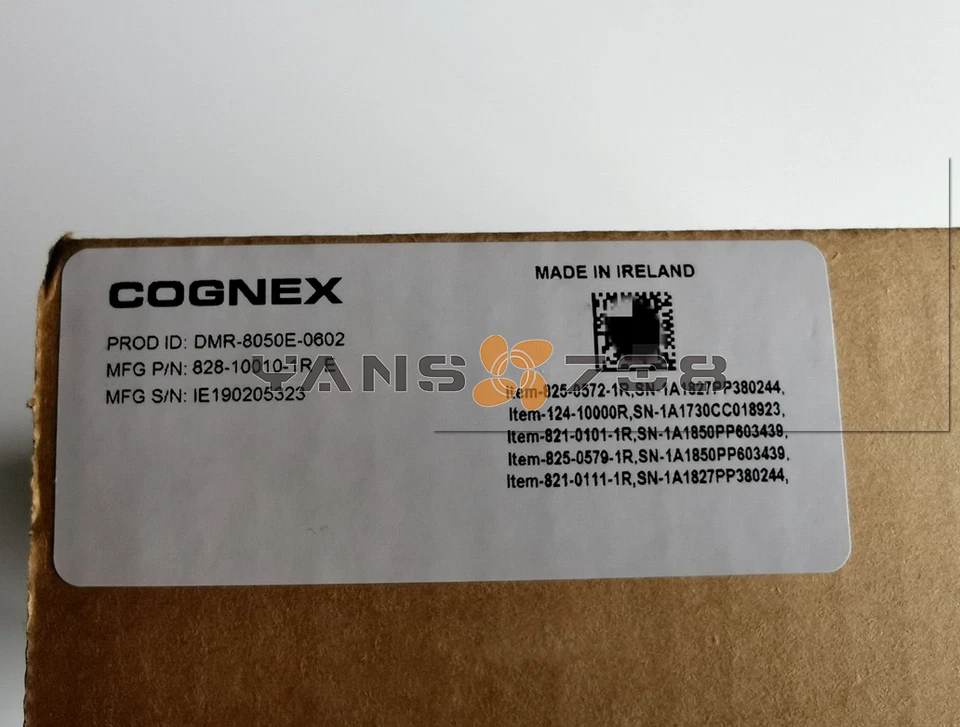 COGNEX
PROD ID: DMR-8050E-0602
MFG P/N: 828-10010-1R E
MFG S/N: IE190205323
MADE IN IRELAND
Item-825-0572-1R,SN-1A1827PP380244,
Item-124-10000R,SN-1A1730CC018923,
Item-821-0101-1R,SN-1A1850PP603439,
Item-825-0579-1R,SN-1A1850PP603439,
Item-821-0111-1R,SN-1A1827PP380244,
YANS 798